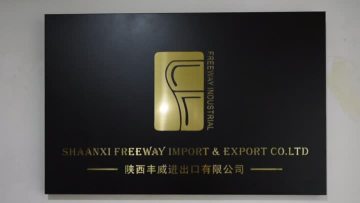 FREEWAY INDUSTRIAL
SHAANXI FREEWAY IMPORT & EXPORT CO.LTD
陕西丰威进出口有限公司